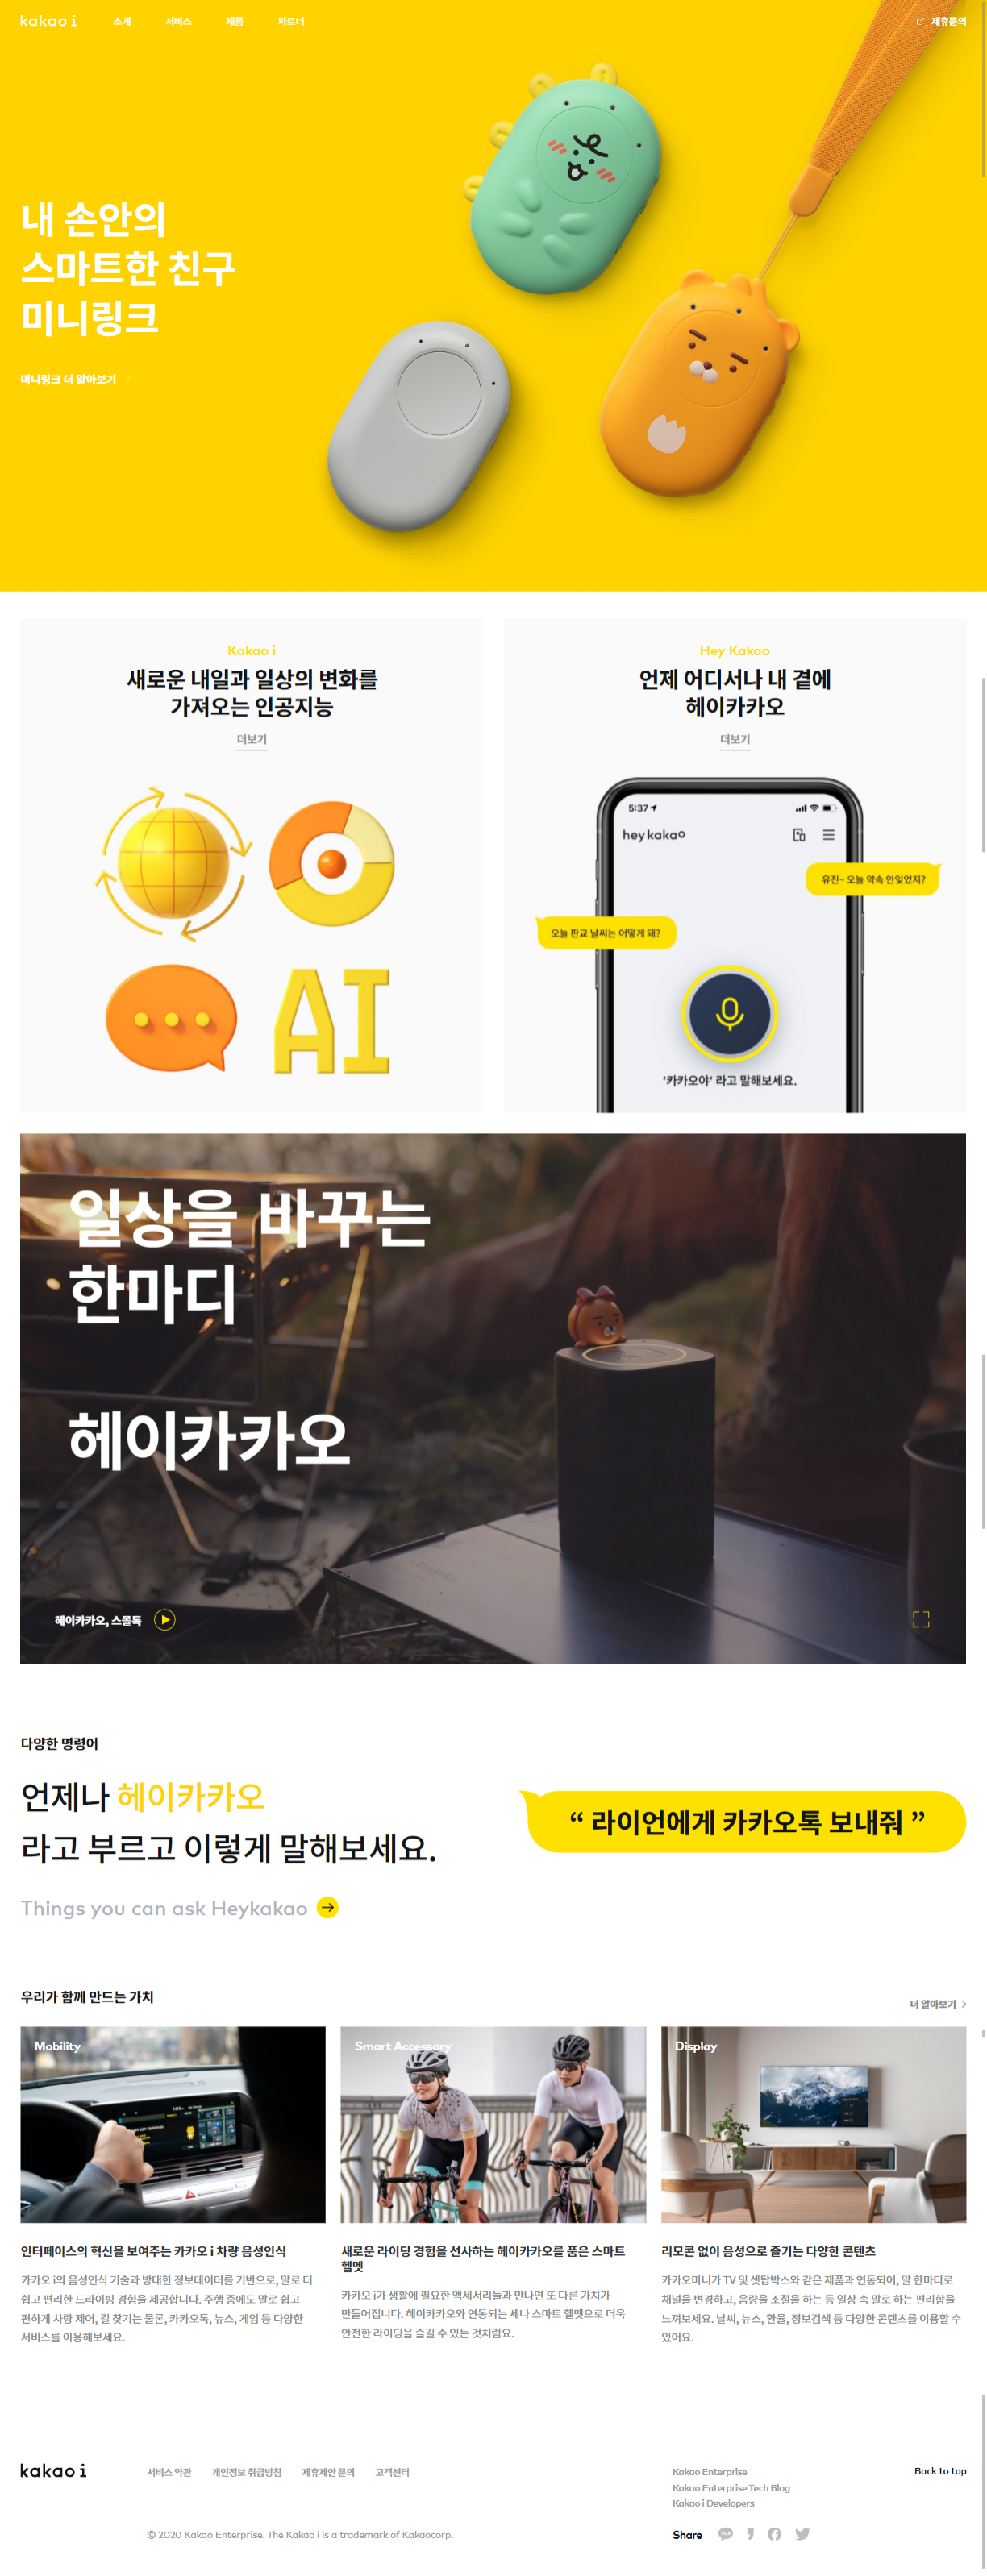 kakao i
소개
서비스
제품
파트너
제휴문의
내 손안의
스마트한 친구
미니링크
미니링크 더 알아보기
Kakao i
새로운 내일과 일상의 변화를
가져오는 인공지능
더보기
AI
Hey Kakao
언제 어디서나 내 곁에
헤이카카오
더보기
5:37
hey kakao
유진~ 오늘 약속 안잊었지?
오늘 판교 날씨는 어떻게 돼?
‘카카오야’ 라고 말해보세요.
일상을 바꾸는
한마디
헤이카카오
헤이카카오, 스몰톡
다양한 명령어
언제나 헤이카카오
라고 부르고 이렇게 말해보세요.
Things you can ask Heykakao
“ 라이언에게 카카오톡 보내줘 ”
우리가 함께 만드는 가치
더 알아보기
Mobility
인터페이스의 혁신을 보여주는 카카오 i 차량 음성인식
카카오 i의 음성인식 기술과 방대한 정보데이터를 기반으로, 말로 더
쉽고 편리한 드라이빙 경험을 제공합니다. 주행 중에도 말로 쉽고
편하게 차량 제어, 길 찾기는 물론, 카카오톡, 뉴스, 게임 등 다양한
서비스를 이용해보세요.
Smart Accessory
새로운 라이딩 경험을 선사하는 헤이카카오를 품은 스마트
헬멧
카카오 i가 생활에 필요한 액세서리들과 만나면 또 다른 가치가
만들어집니다. 헤이카카오와 연동되는 세나 스마트 헬멧으로 더욱
안전한 라이딩을 즐길 수 있는 것처럼요.
Display
리모콘 없이 음성으로 즐기는 다양한 콘텐츠
카카오미니가 TV 및 셋탑박스와 같은 제품과 연동되어, 말 한마디로
채널을 변경하고, 음량을 조절을 하는 등 일상 속 말로 하는 편리함을
느껴보세요. 날씨, 뉴스, 환율, 정보검색 등 다양한 콘텐츠를 이용할 수
있어요.
kakao i
서비스 약관
개인정보 취급방침
제휴제안 문의
고객센터
Kakao Enterprise
Kakao Enterprise Tech Blog
Kakao i Developers
Back to top
© 2020 Kakao Enterprise. The Kakao i is a trademark of Kakaocorp.
Share
TALK